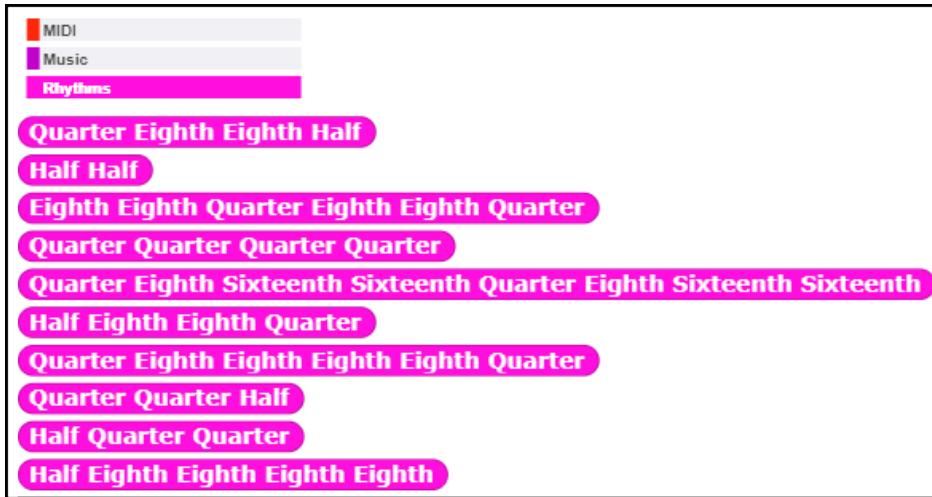 MIDI
Music
Rhythms
Quarter Eighth Eighth Half
Half Half
Eighth Eighth Quarter Eighth Eighth Quarter
Quarter Quarter Quarter Quarter
Quarter Eighth Sixteenth Sixteenth Quarter Eighth Sixteenth Sixteenth
Half Eighth Eighth Quarter
Quarter Eighth Eighth Eighth Eighth Quarter
Quarter Quarter Half
Half Quarter Quarter
Half Eighth Eighth Eighth Eighth